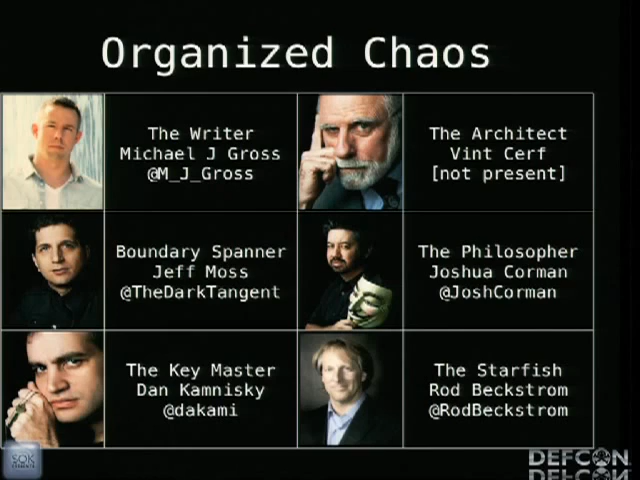 Organized Chaos
The Writer
Michael J Gross
@M_J_Gross
The Architect
Vint Cerf
[not present]
Boundary Spanner
Jeff Moss
@TheDarkTangent
The Philosopher
Joshua Corman
@JoshCorman
The Key Master
Dan Kamnisky
@dakami
The Starfish
Rod Beckstrom
@RodBeckstrom
SOK
DEFCON